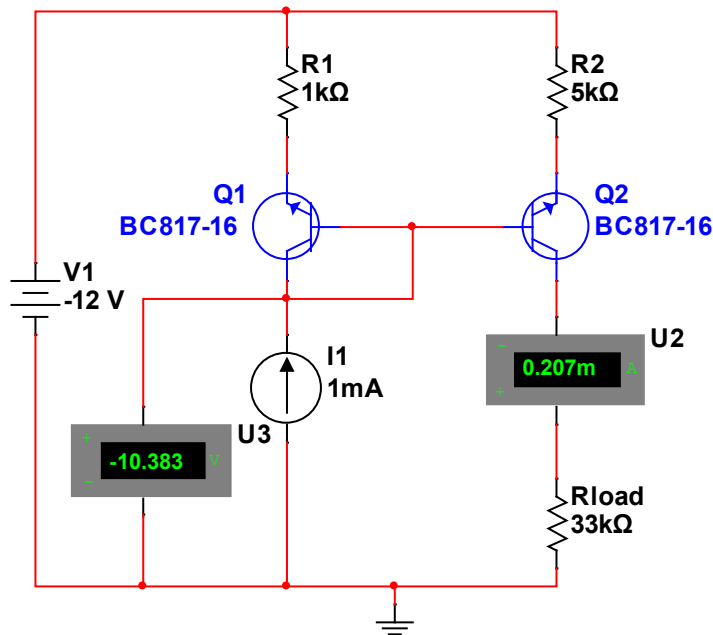 R1
1kΩ
R2
5kΩ
Q1
BC817-16
Q2
BC817-16
V1
-12 V
I1
1mA
U2
0.207m A
U3
-10.383 V
Rload
33kΩ
+
−
−
+